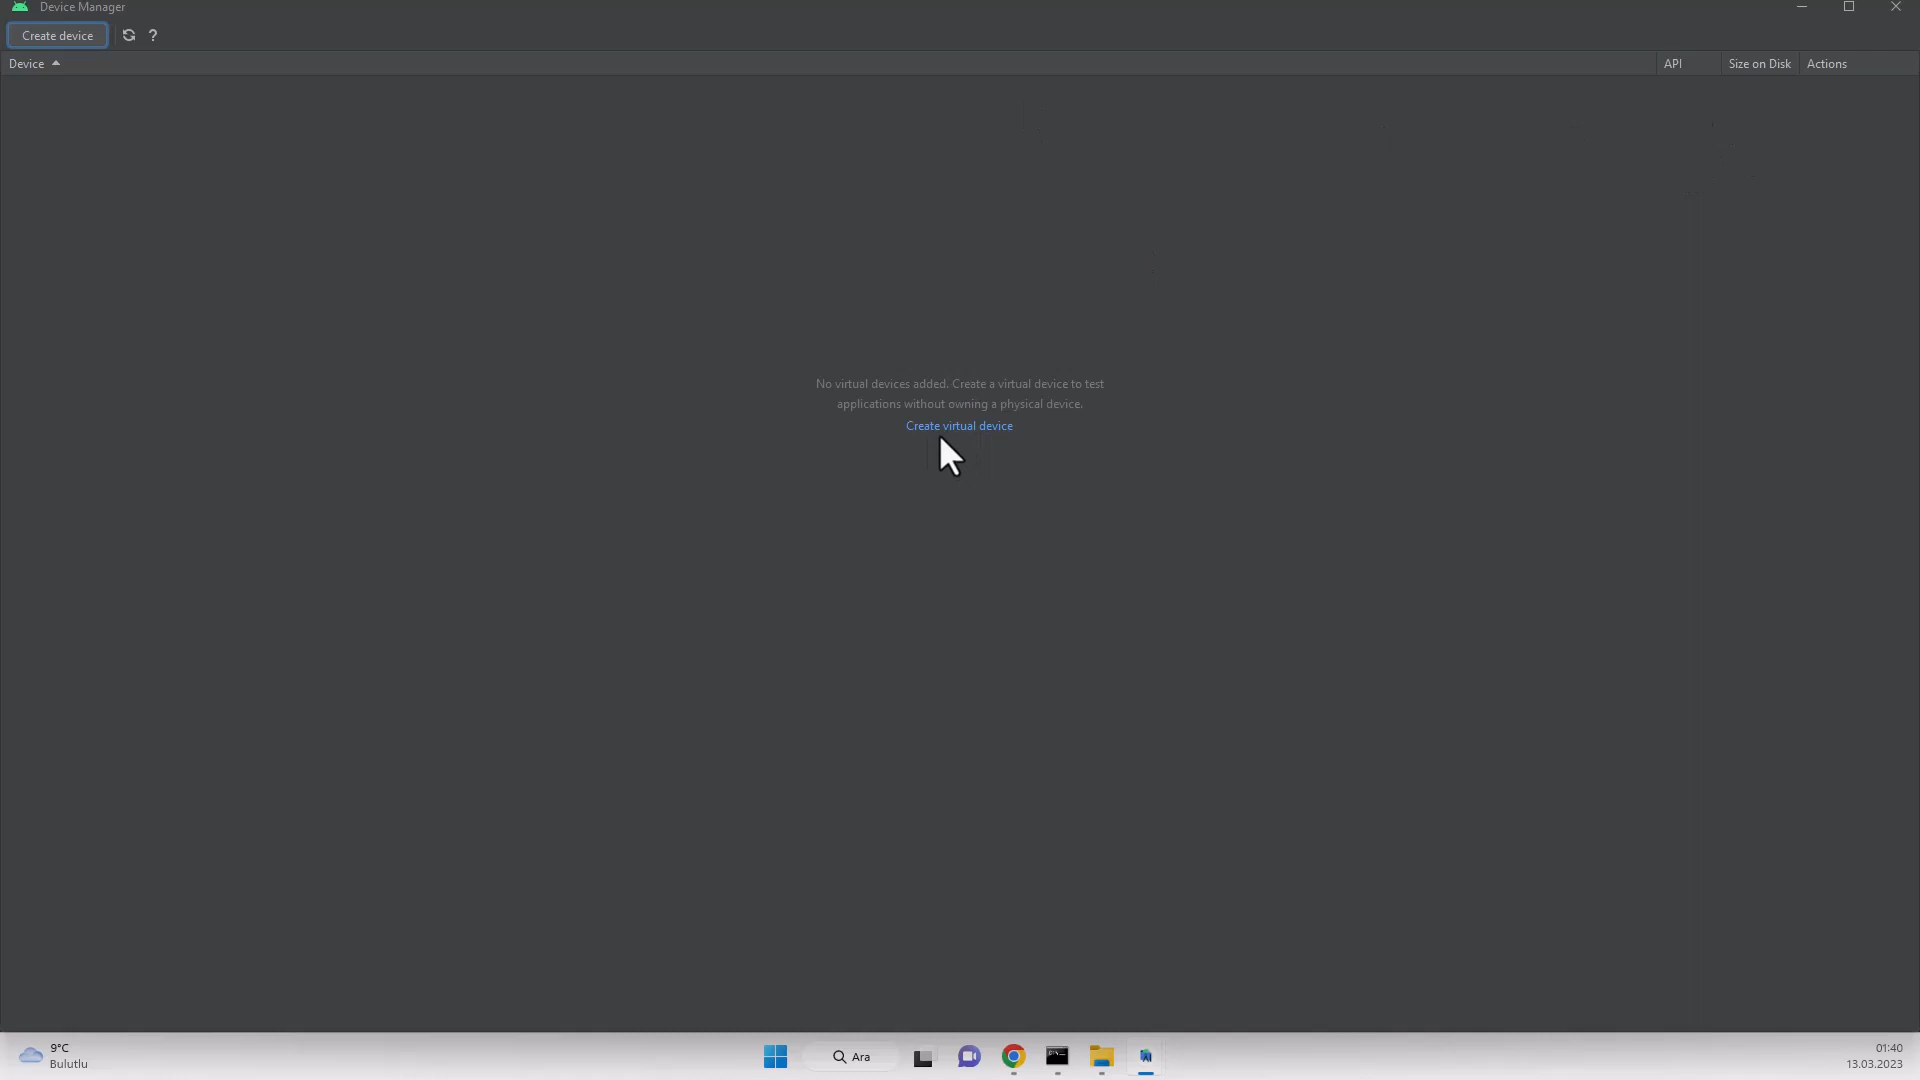 Device Manager
Create device
?
Device
API
Size on Disk
Actions
No virtual devices added. Create a virtual device to test
applications without owning a physical device.
Create virtual device
9°C
Bulutlu
Ara
01:40
13.03.2023